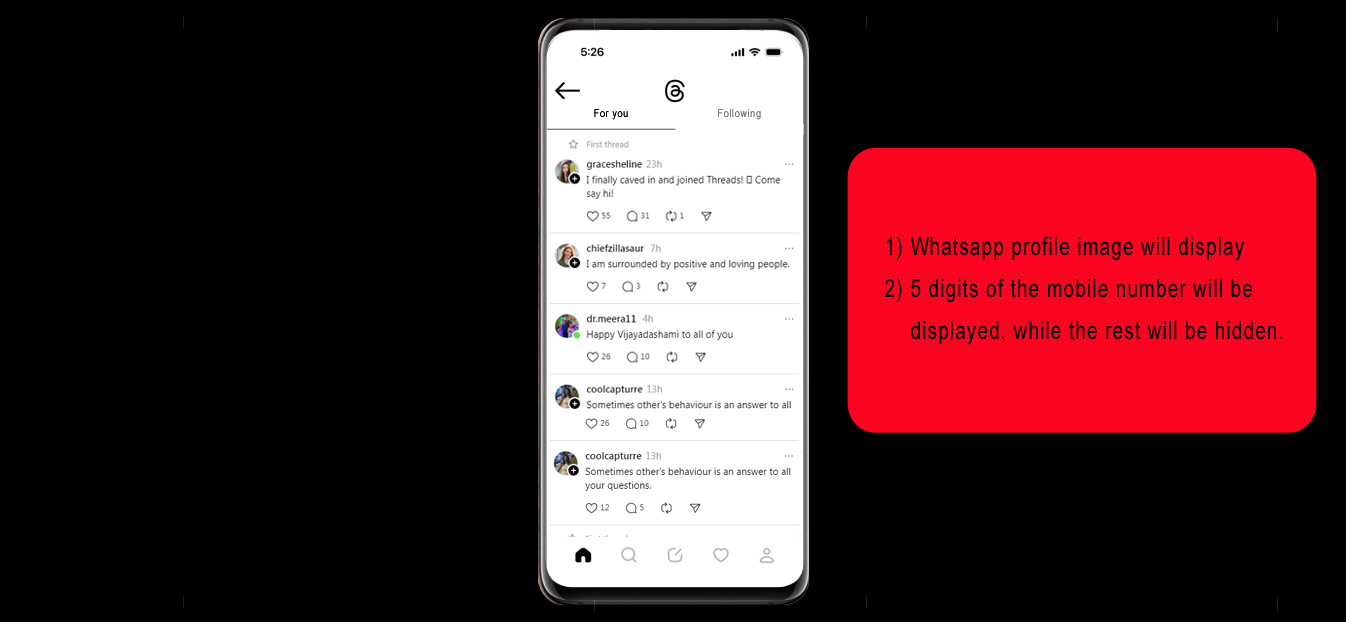 5:26
For you
Following
First thread
gracesheline 23h
I finally caved in and joined Threads! Come
say hi!
55 31 1
chiefzillasaur 7h
I am surrounded by positive and loving people.
7 3
dr.meera11 4h
Happy Vijayadashami to all of you
26 10
coolcapturre 13h
Sometimes other's behaviour is an answer to all
26 10
coolcapturre 13h
Sometimes other's behaviour is an answer to all
your questions.
12 5
1) Whatsapp profile image will display
2) 5 digits of the mobile number will be
displayed, while the rest will be hidden.